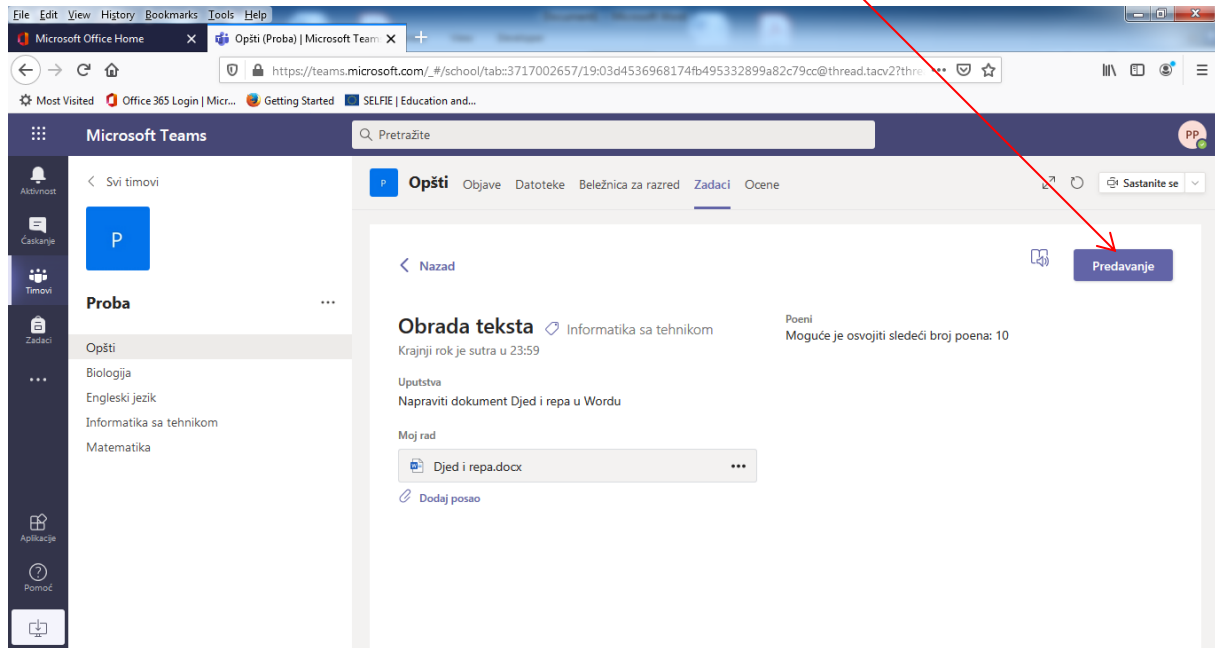 File Edit View History Bookmarks Tools Help
Microsoft Office Home
Opšti (Proba) | Microsoft Team
https://teams.microsoft.com/_#/school/tab::3717002657/19:03d4536968174fb495332899a82c79cc@thread.tacv2?thre
Most Visited Office 365 Login | Micr... Getting Started SELFIE | Education and...
Microsoft Teams
Pretražite
PP
Aktivnost
Ćaskanje
Timovi
Zadaci
Aplikacije
Pomoć
Svi timovi
P
Proba
Opšti
Biologija
Engleski jezik
Informatika sa tehnikom
Matematika
P Opšti Objave Datoteke Beležnica za razred Zadaci Ocene
Sastanite se
Nazad
Predavanje
Obrada teksta Informatika sa tehnikom
Krajnji rok je sutra u 23:59
Poeni
Moguće je osvojiti sledeći broj poena: 10
Uputstva
Napraviti dokument Djed i repa u Wordu
Moj rad
Djed i repa.docx
Dodaj posao